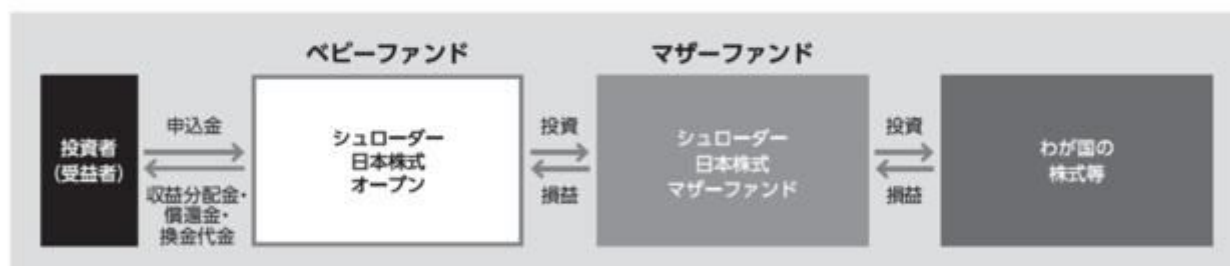 ベビーファンド
マザーファンド
投資者
(受益者)
申込金
収益分配金・
償還金・
換金代金
シュローダー
日本株式
オープン
投資
損益
シュローダー
日本株式
マザーファンド
投資
損益
わが国の
株式等